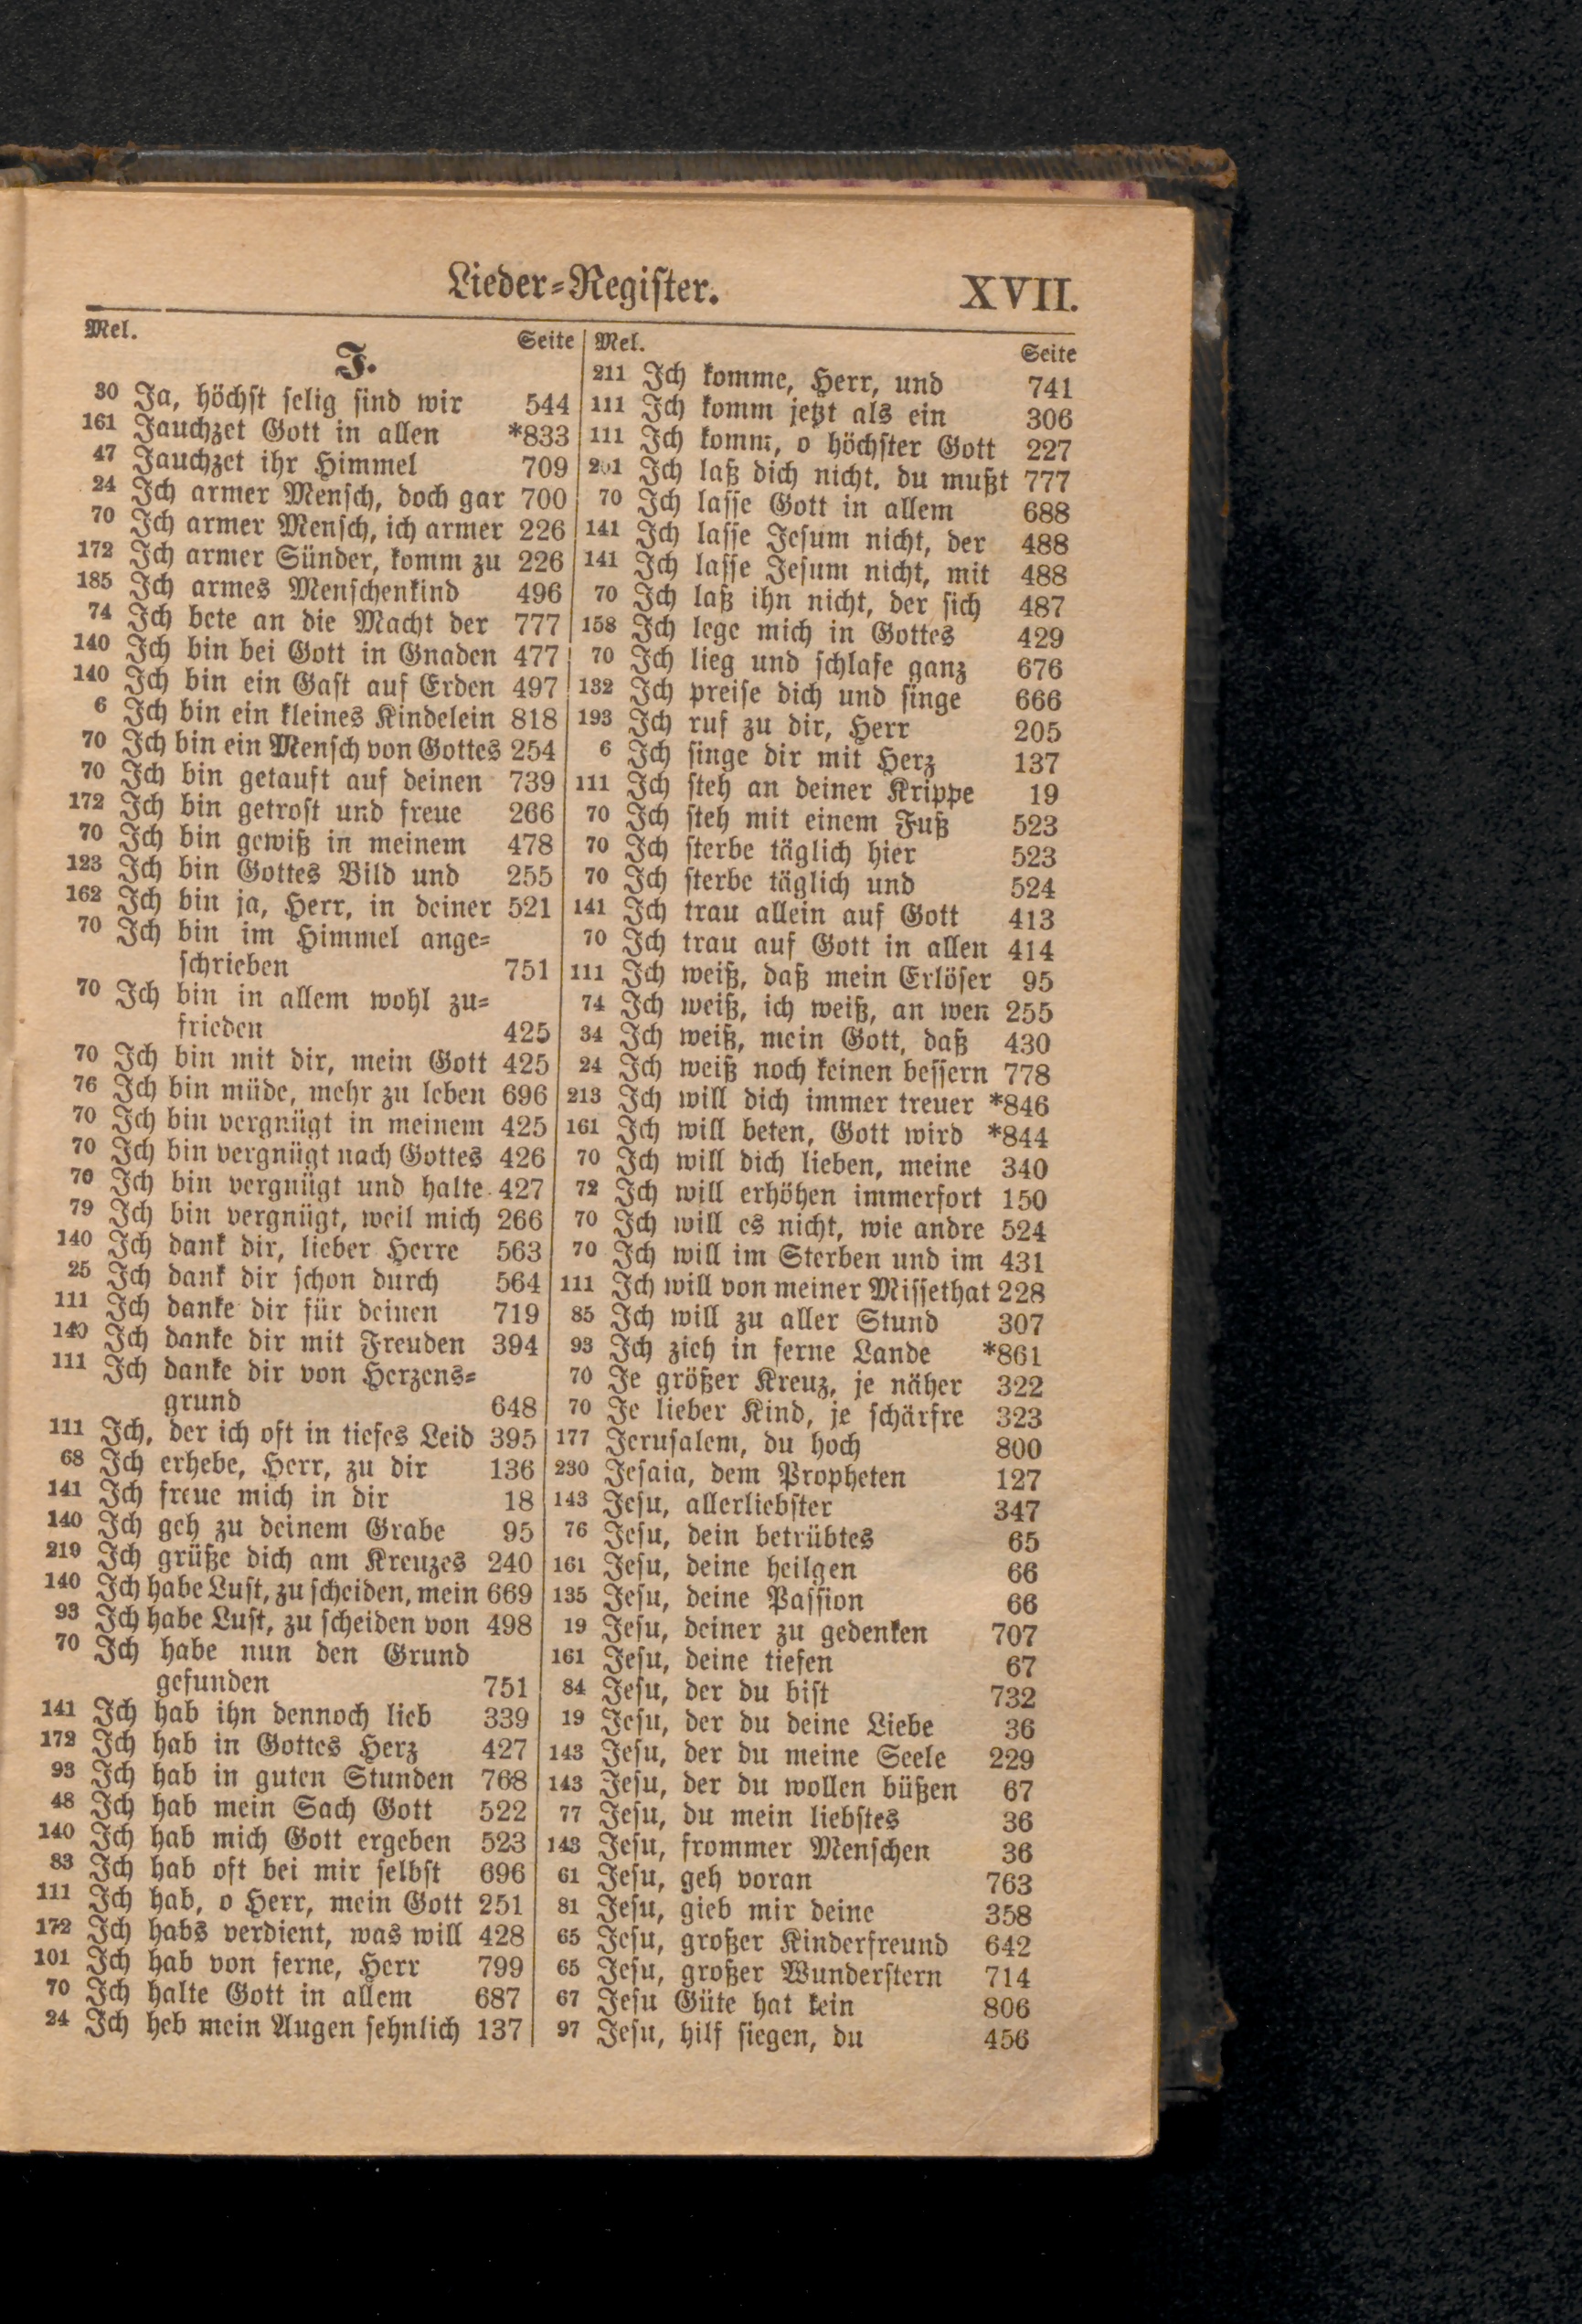 Lieder-Register. XVII.
Mel. Seite
J.
30 Ja, höchst selig sind wir 544
161 Jauchzet Gott in allen *833
47 Jauchzet ihr Himmel 709
24 Ich armer Mensch, doch gar 700
70 Ich armer Mensch, ich armer 226
172 Ich armer Sünder, komm zu 226
185 Ich armes Menschenkind 496
74 Ich bete an die Macht der 777
140 Ich bin bei Gott in Gnaden 477
140 Ich bin ein Gast auf Erden 497
6 Ich bin ein kleines Kindelein 818
70 Ich bin ein Mensch von Gottes 254
70 Ich bin getauft auf deinen 739
172 Ich bin getrost und freue 266
70 Ich bin gewiß in meinem 478
123 Ich bin Gottes Bild und 255
162 Ich bin ja, Herr, in deiner 521
70 Ich bin im Himmel ange-
schrieben 751
70 Ich bin in allem wohl zu-
frieden 425
70 Ich bin mit dir, mein Gott 425
76 Ich bin müde, mehr zu leben 696
70 Ich bin vergnügt in meinem 425
70 Ich bin vergnügt nach Gottes 426
70 Ich bin vergnügt und halte 427
79 Ich bin vergnügt, weil mich 266
140 Ich dank dir, lieber Herre 563
25 Ich dank dir schon durch 564
111 Ich danke dir für deinen 719
140 Ich danke dir mit Freuden 394
111 Ich danke dir von Herzens-
grund 648
111 Ich, der ich oft in tiefes Leid 395
68 Ich erhebe, Herr, zu dir 136
141 Ich freue mich in dir 18
140 Ich geh zu deinem Grabe 95
219 Ich grüße dich am Kreuzes 240
140 Ich habe Lust, zu scheiden, mein 669
93 Ich habe Lust, zu scheiden von 498
70 Ich habe nun den Grund
gefunden 751
141 Ich hab ihn dennoch lieb 339
172 Ich hab in Gottes Herz 427
93 Ich hab in guten Stunden 768
48 Ich hab mein Sach Gott 522
140 Ich hab mich Gott ergeben 523
83 Ich hab oft bei mir selbst 696
111 Ich hab, o Herr, mein Gott 251
172 Ich habs verdient, was will 428
101 Ich hab von ferne, Herr 799
70 Ich halte Gott in allem 687
24 Ich heb mein Augen sehnlich 137
Mel. Seite
211 Ich komme, Herr, und 741
111 Ich komm jetzt als ein 306
111 Ich komm, o höchster Gott 227
201 Ich laß dich nicht, du mußt 777
70 Ich lasse Gott in allem 688
141 Ich lasse Jesum nicht, der 488
141 Ich lasse Jesum nicht, mit 488
70 Ich laß ihn nicht, der sich 487
158 Ich lege mich in Gottes 429
70 Ich lieg und schlafe ganz 676
132 Ich preise dich und singe 666
193 Ich ruf zu dir, Herr 205
6 Ich singe dir mit Herz 137
111 Ich steh an deiner Krippe 19
70 Ich steh mit einem Fuß 523
70 Ich sterbe täglich hier 523
70 Ich sterbe täglich und 524
141 Ich trau allein auf Gott 413
70 Ich trau auf Gott in allen 414
111 Ich weiß, daß mein Erlöser 95
74 Ich weiß, ich weiß, an wen 255
34 Ich weiß, mein Gott, daß 430
24 Ich weiß noch keinen bessern 778
213 Ich will dich immer treuer *846
161 Ich will beten, Gott wird *844
70 Ich will dich lieben, meine 340
72 Ich will erhöhen immerfort 150
70 Ich will es nicht, wie andre 524
70 Ich will im Sterben und im 431
111 Ich will von meiner Missethat 228
85 Ich will zu aller Stund 307
93 Ich zieh in ferne Lande *861
70 Je größer Kreuz, je näher 322
70 Je lieber Kind, je schärfre 323
177 Jerusalem, du hoch 800
230 Jesaia, dem Propheten 127
143 Jesu, allerliebster 347
76 Jesu, dein betrübtes 65
161 Jesu, deine heilgen 66
135 Jesu, deine Passion 66
19 Jesu, deiner zu gedenken 707
161 Jesu, deine tiefen 67
84 Jesu, der du bist 732
19 Jesu, der du deine Liebe 36
143 Jesu, der du meine Seele 229
143 Jesu, der du wollen büßen 67
77 Jesu, du mein liebstes 36
143 Jesu, frommer Menschen 36
61 Jesu, geh voran 763
81 Jesu, gieb mir deine 358
65 Jesu, großer Kinderfreund 642
65 Jesu, großer Wunderstern 714
67 Jesu Güte hat kein 806
97 Jesu, hilf siegen, du 456